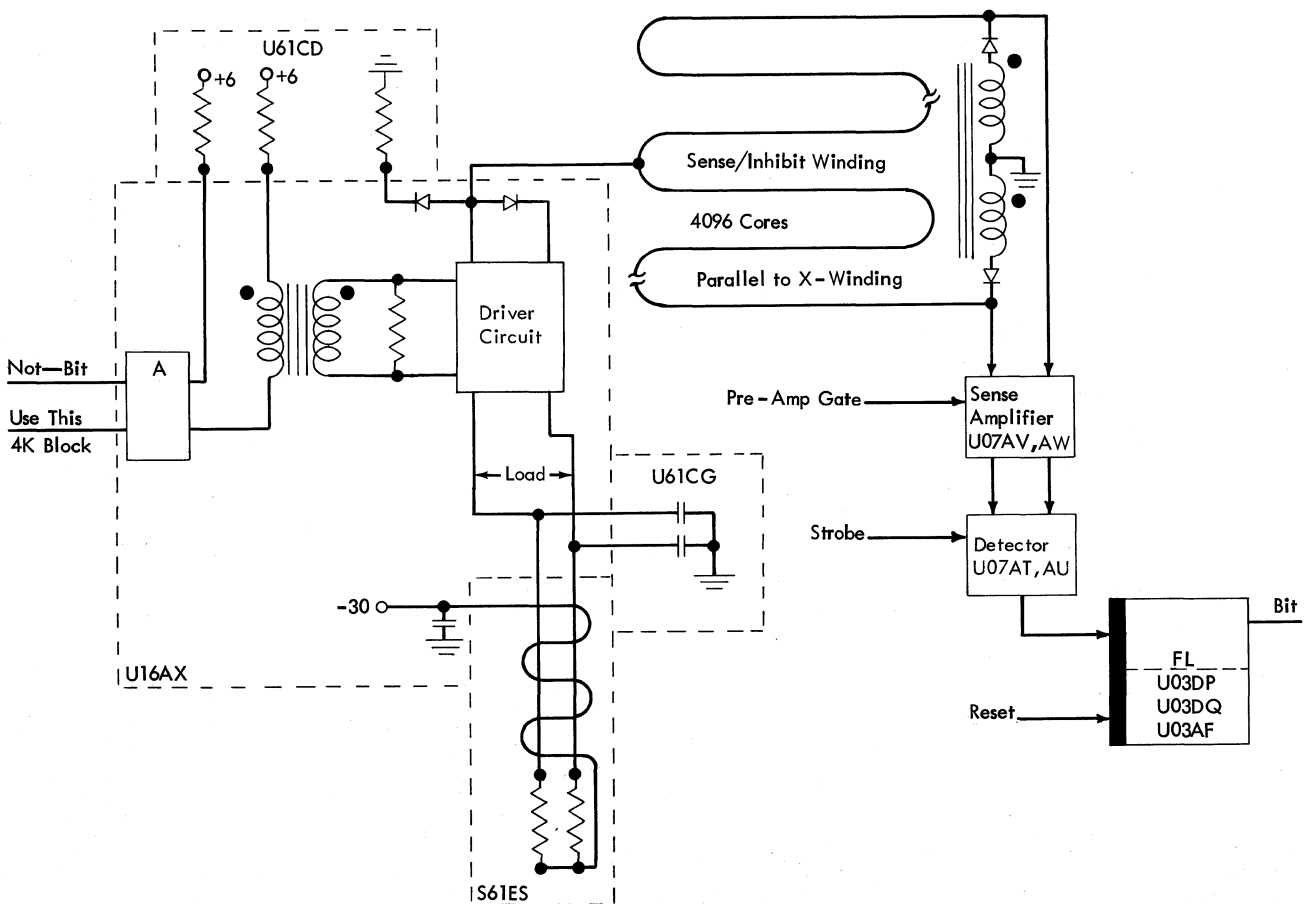 U61CD
+6
+6
Sense/Inhibit Winding
4096 Cores
Parallel to X-Winding
Driver
Circuit
Not-Bit
A
Use This
4K Block
Pre-Amp Gate
Sense
Amplifier
U07AV, AW
Load
U61CG
Strobe
Detector
U07AT, AU
-30
Bit
FL
U03DP
U03DQ
U03AF
Reset
U16AX
S61ES